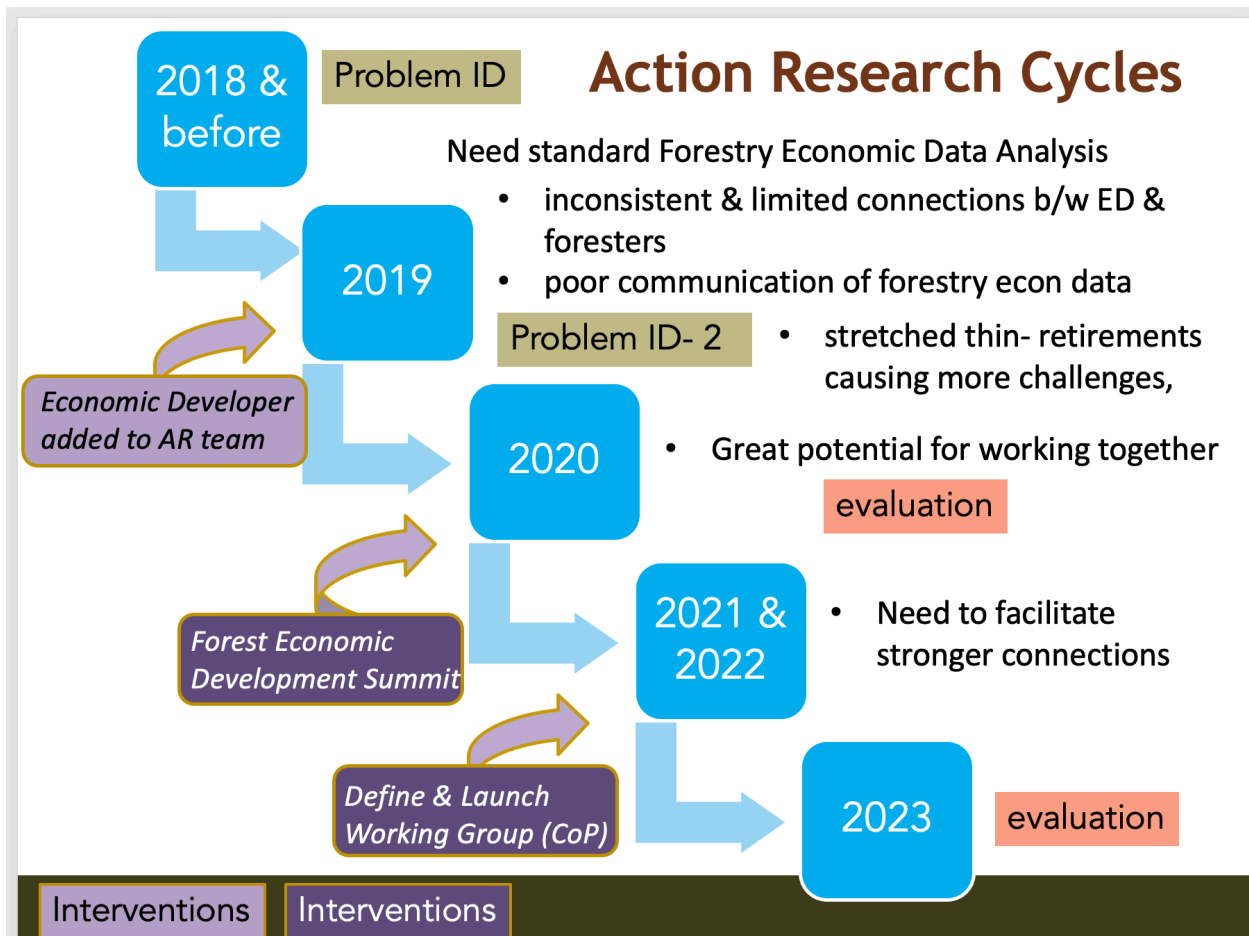 Action Research Cycles
2018 &
before
Problem ID
Need standard Forestry Economic Data Analysis
• inconsistent & limited connections b/w ED &
foresters
• poor communication of forestry econ data
2019
Problem ID- 2
• stretched thin- retirements
causing more challenges,
Economic Developer
added to AR team
2020
• Great potential for working together
evaluation
Forest Economic
Development Summit
2021 &
2022
• Need to facilitate
stronger connections
Define & Launch
Working Group (CoP)
2023
evaluation
Interventions
Interventions